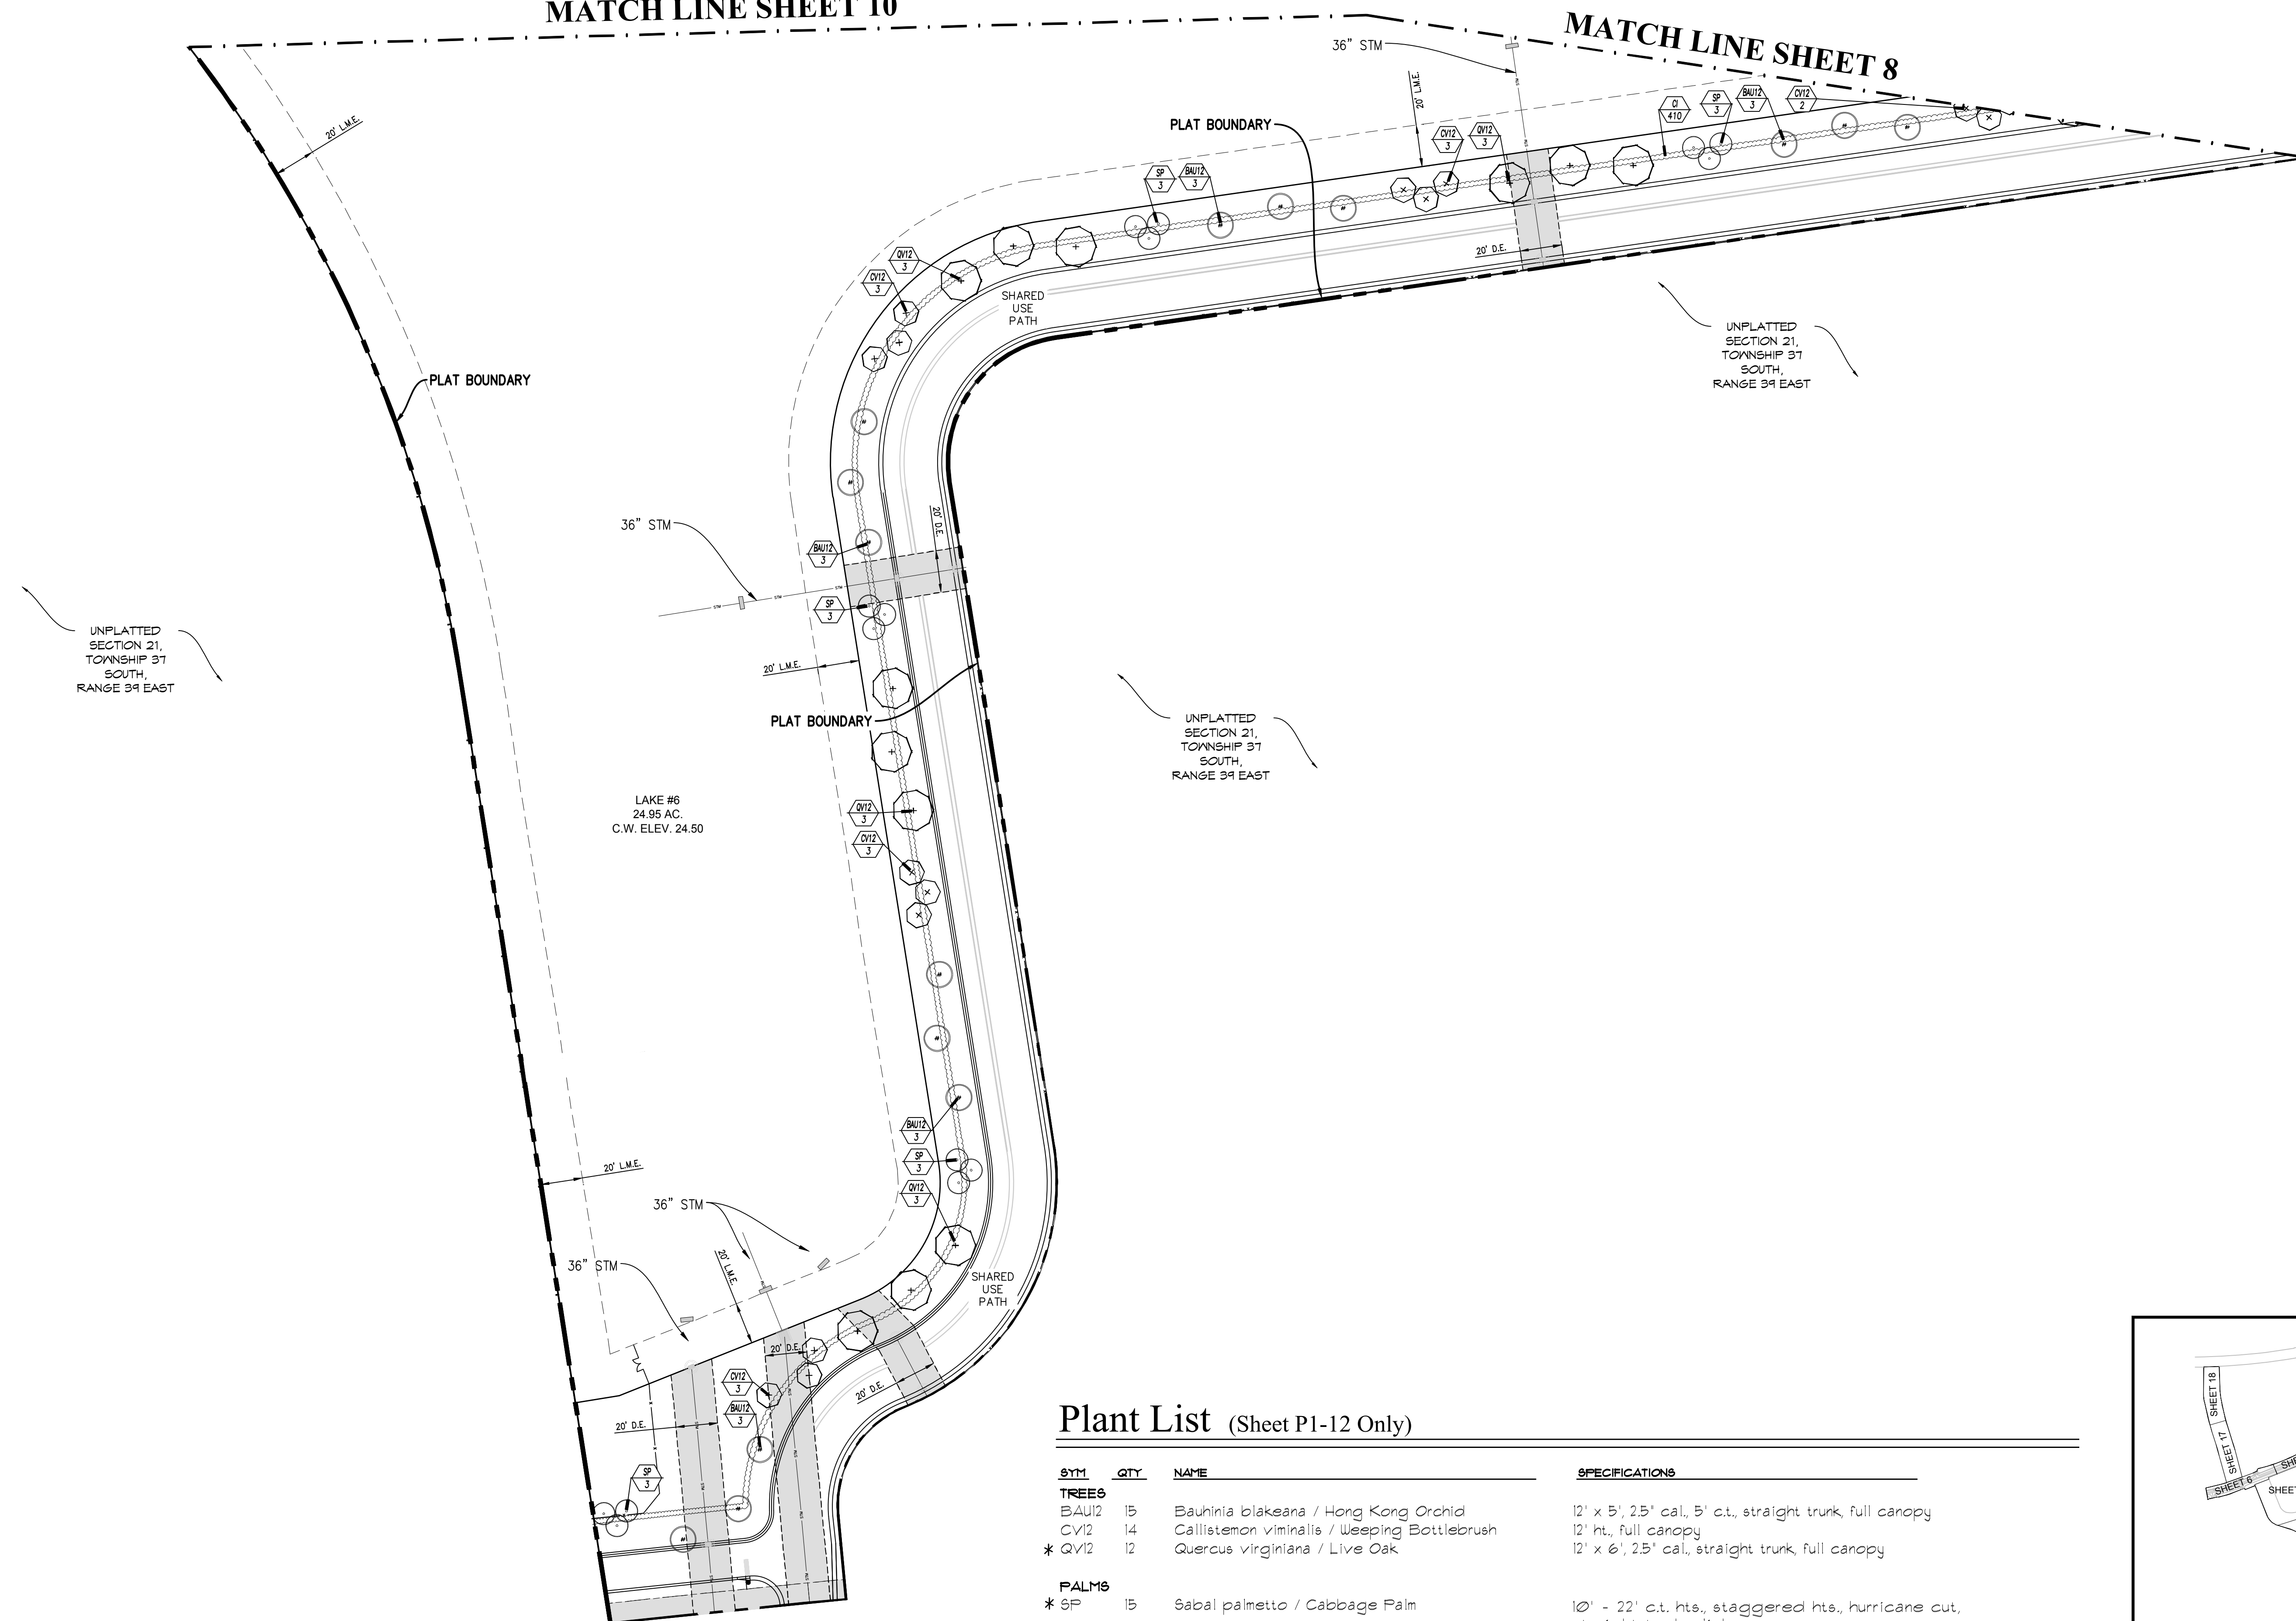 MATCH LINE SHEET 10
MATCH LINE SHEET 8
36" STM
20' L.M.E.
CI
410
SP
3
BAU12
3
CV12
2
20' L.M.E.
PLAT BOUNDARY
CV12
3
QV12
3
SP
3
BAU12
3
20' D.E.
QV12
3
CV12
3
SHARED
USE
PATH
UNPLATTED
SECTION 21,
TOWNSHIP 37
SOUTH,
RANGE 39 EAST
PLAT BOUNDARY
36" STM
20' D.E.
BAU12
3
SP
3
STM
STM
STM
UNPLATTED
SECTION 21,
TOWNSHIP 37
SOUTH,
RANGE 39 EAST
20' L.M.E.
PLAT BOUNDARY
UNPLATTED
SECTION 21,
TOWNSHIP 37
SOUTH,
RANGE 39 EAST
LAKE #6
24.95 AC.
C.W. ELEV. 24.50
QV12
3
CV12
3
BAU12
3
SP
3
20' L.M.E.
QV12
3
36" STM
20' L.M.E.
36" STM
SHARED
USE
PATH
20' D.E.
CV12
3
20' D.E.
BAU12
3
20' D.E.
SP
3
Plant List (Sheet P1-12 Only)
SYM QTY NAME SPECIFICATIONS
TREES
BAU12 15 Bauhinia blakeana / Hong Kong Orchid 12' x 5', 2.5" cal., 5' c.t., straight trunk, full canopy
CV12 14 Callistemon viminalis / Weeping Bottlebrush 12' ht., full canopy
* QV12 12 Quercus virginiana / Live Oak 12' x 6', 2.5" cal., straight trunk, full canopy
PALMS
* SP 15 Sabal palmetto / Cabbage Palm 10' - 22' c.t. hts., staggered hts., hurricane cut,
SHEET 18
SHEET 17
SHEET 6